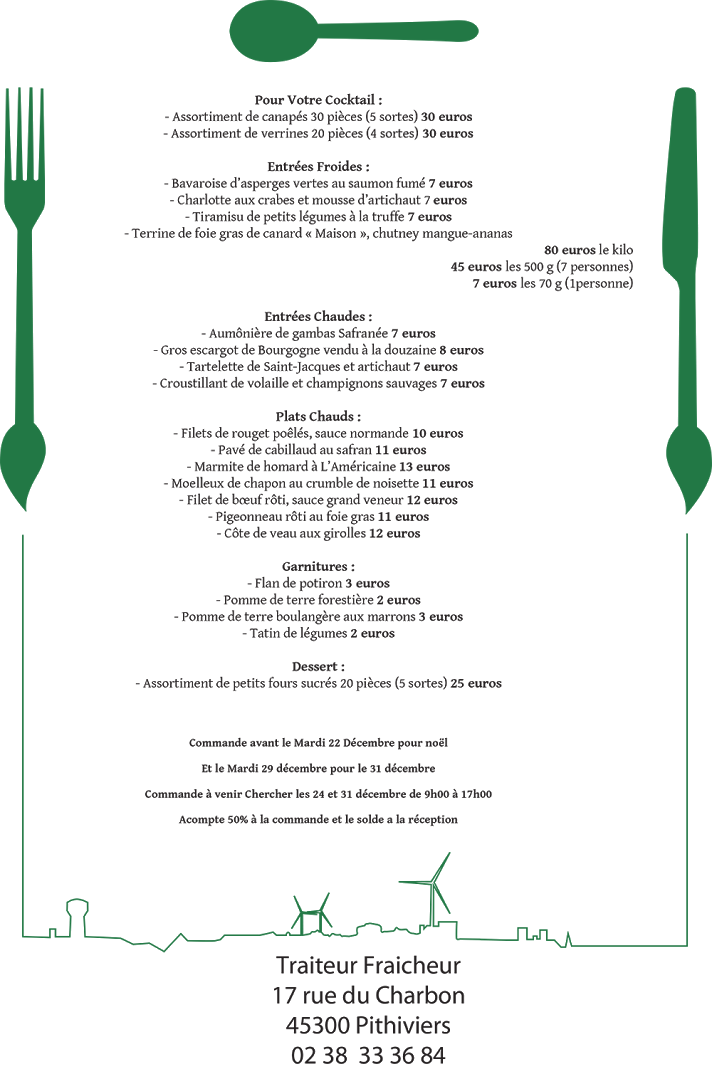 Pour Votre Cocktail :
- Assortiment de canapés 30 pièces (5 sortes) 30 euros
- Assortiment de verrines 20 pièces (4 sortes) 30 euros
Entrées Froides :
- Bavaroise d'asperges vertes au saumon fumé 7 euros
- Charlotte aux crabes et mousse d'artichaut 7 euros
- Tiramisu de petits légumes à la truffe 7 euros
- Terrine de foie gras de canard « Maison », chutney mangue-ananas
80 euros le kilo
45 euros les 500 g (7 personnes)
7 euros les 70 g (1personne)
Entrées Chaudes :
- Aumônière de gambas Safranée 7 euros
- Gros escargot de Bourgogne vendu à la douzaine 8 euros
- Tartelette de Saint-Jacques et artichaut 7 euros
- Croustillant de volaille et champignons sauvages 7 euros
Plats Chauds :
- Filets de rouget poêlés, sauce normande 10 euros
- Pavé de cabillaud au safran 11 euros
- Marmite de homard à L'Américaine 13 euros
- Moelleux de chapon au crumble de noisette 11 euros
- Filet de bœuf rôti, sauce grand veneur 12 euros
- Pigeonneau rôti au foie gras 11 euros
- Côte de veau aux girolles 12 euros
Garnitures :
- Flan de potiron 3 euros
- Pomme de terre forestière 2 euros
- Pomme de terre boulangère aux marrons 3 euros
- Tatin de légumes 2 euros
Dessert :
- Assortiment de petits fours sucrés 20 pièces (5 sortes) 25 euros
Commande avant le Mardi 22 Décembre pour noël
Et le Mardi 29 décembre pour le 31 décembre
Commande à venir Chercher les 24 et 31 décembre de 9h00 à 17h00
Acompte 50% à la commande et le solde a la réception
Traiteur Fraicheur
17 rue du Charbon
45300 Pithiviers
02 38 33 36 84